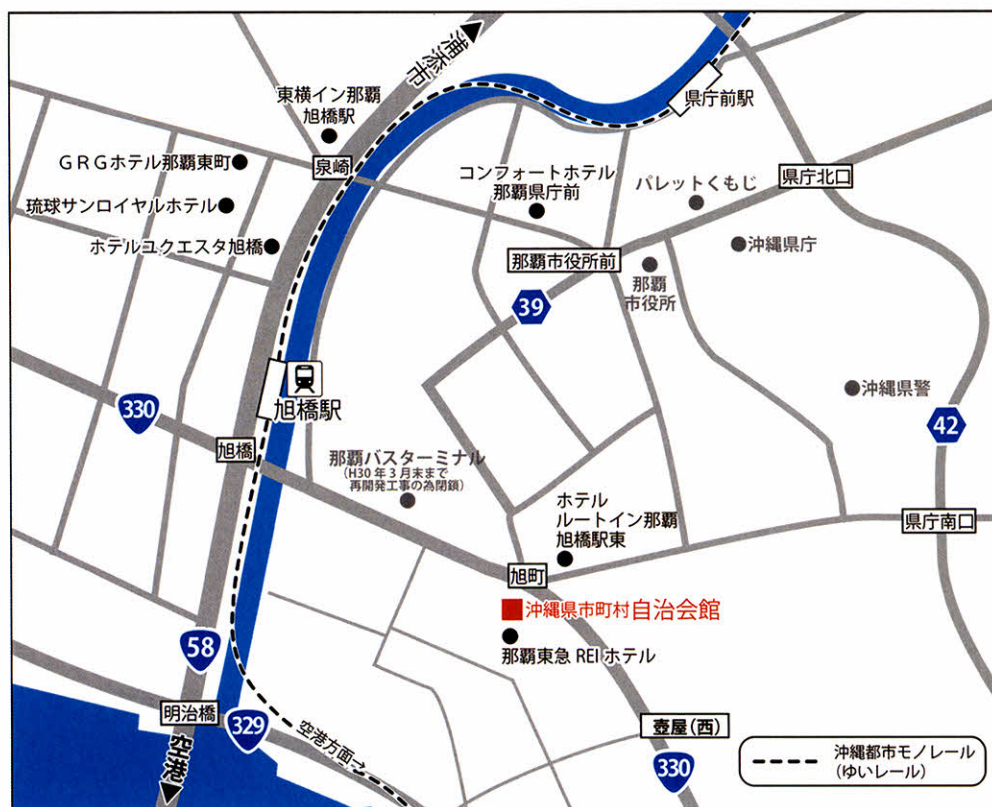 浦添市
東横イン那覇
旭橋駅
県庁前駅
泉崎
GRGホテル那覇東町
コンフォートホテル
那覇県庁前
パレットくもじ
県庁北口
琉球サンロイヤルホテル
ホテルユクエスタ旭橋
那覇市役所前
沖縄県庁
那覇
市役所
39
旭橋駅
330
沖縄県警
42
旭橋
那覇バスターミナル
(H30年3月末まで
再開発工事の為閉鎖)
ホテル
ルートイン那覇
旭橋駅東
県庁南口
旭町
沖縄県市町村自治会館
那覇東急 REI ホテル
58
明治橋
329
空港方面→
壺屋(西)
空港
330
沖縄都市モノレール
(ゆいレール)